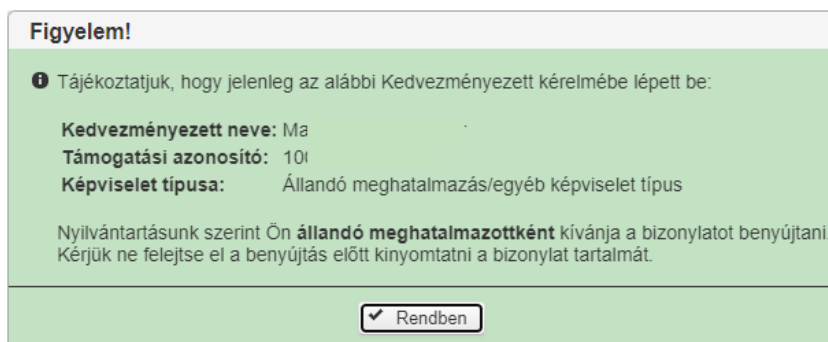 Figyelem!
Tájékoztatjuk, hogy jelenleg az alábbi Kedvezményezett kérelmébe lépett be:
Kedvezményezett neve: Ma
Támogatási azonosító: 100
Képviselet típusa: Állandó meghatalmazás/egyéb képviselet típus
Nyilvántartásunk szerint Ön állandó meghatalmazottként kívánja a bizonylatot benyújtani.
Kérjük ne felejtse el a benyújtás előtt kinyomtatni a bizonylat tartalmát.
Rendben